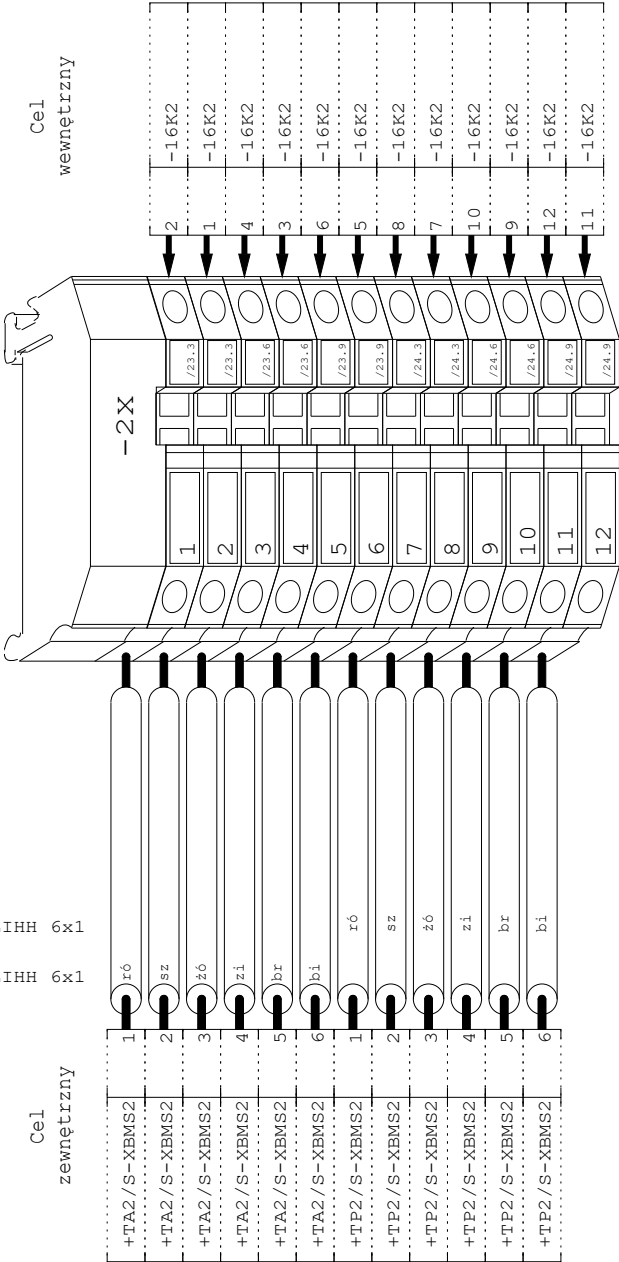 Cel
wewnętrzny
-16K2
-16K2
-16K2
-16K2
-16K2
-16K2
-16K2
-16K2
-16K2
-16K2
-16K2
-16K2
2
1
4
3
6
5
8
7
10
9
12
11
-2X
/23.3
/23.3
/23.6
/23.6
/23.9
/23.9
/24.3
/24.3
/24.6
/24.6
/24.9
/24.9
1
2
3
4
5
6
7
8
9
10
11
12
IHH 6x1
ró
sz
żó
zi
br
bi
IHH 6x1
ró
sz
żó
zi
br
bi
Cel
zewnętrzny
1
2
3
4
5
6
1
2
3
4
5
6
+TA2/S-XBMS2
+TA2/S-XBMS2
+TA2/S-XBMS2
+TA2/S-XBMS2
+TA2/S-XBMS2
+TA2/S-XBMS2
+TP2/S-XBMS2
+TP2/S-XBMS2
+TP2/S-XBMS2
+TP2/S-XBMS2
+TP2/S-XBMS2
+TP2/S-XBMS2